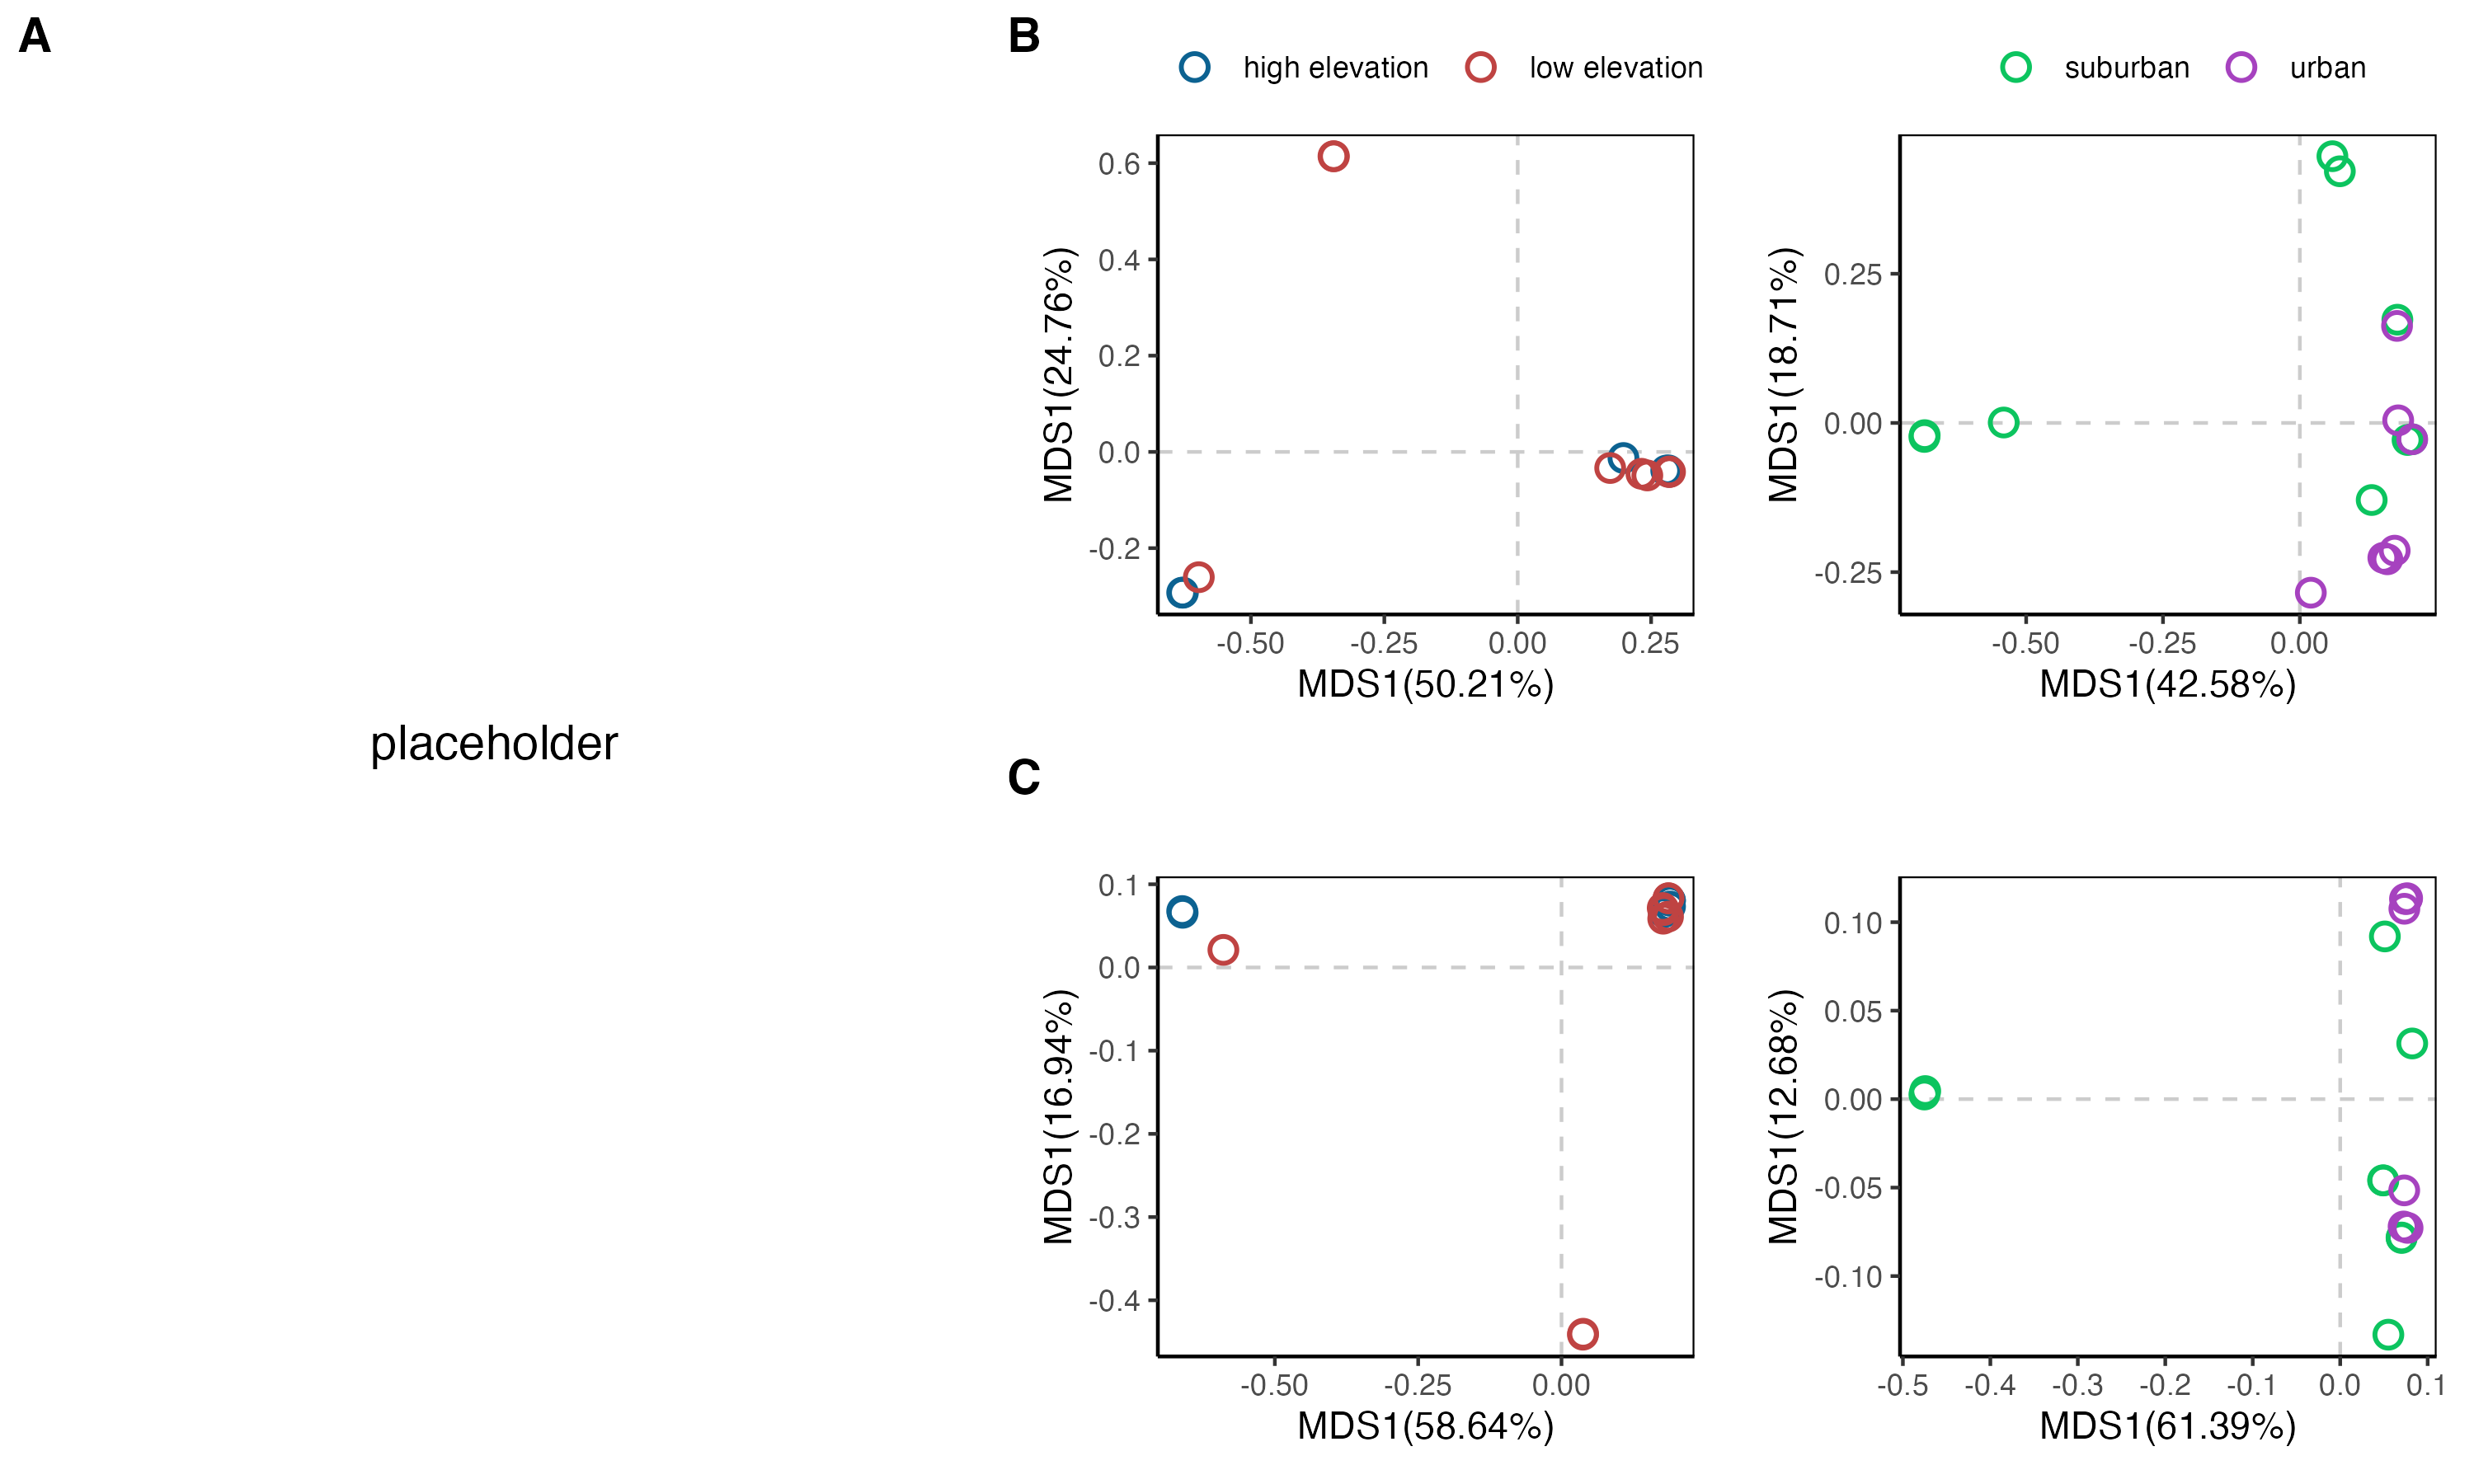 A
placeholder
B
high elevation low elevation
0.6
0.4
0.2
0.0
-0.2
MDS1(24.76%)
-0.50 -0.25 0.00 0.25
MDS1(50.21%)
suburban urban
0.25
0.00
-0.25
MDS1(18.71%)
-0.50 -0.25 0.00
MDS1(42.58%)
C
0.1
0.0
-0.1
-0.2
-0.3
-0.4
MDS1(16.94%)
-0.50 -0.25 0.00
MDS1(58.64%)
0.10
0.05
0.00
-0.05
-0.10
MDS1(12.68%)
-0.5 -0.4 -0.3 -0.2 -0.1 0.0 0.1
MDS1(61.39%)